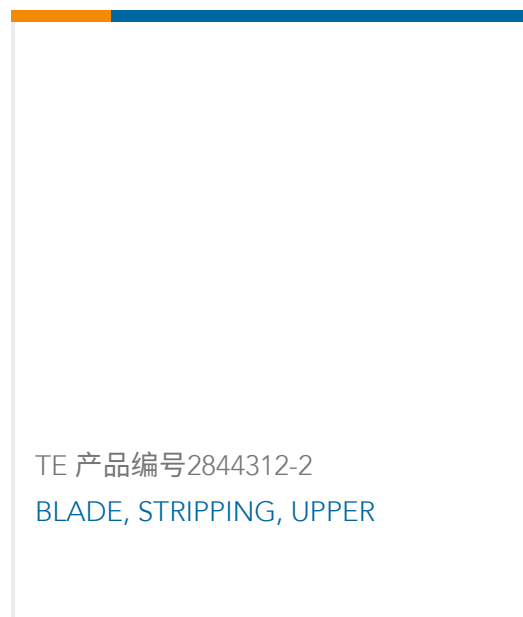 TE 产品编号2844312-2
BLADE, STRIPPING, UPPER